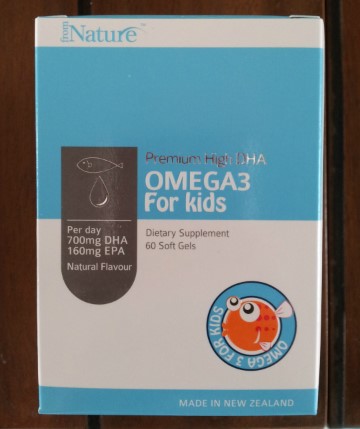 from Nature™
Premium High DHA
OMEGA3
For kids
Per day
700mg DHA
160mg EPA
Natural Flavour
Dietary Supplement
60 Soft Gels
OMEGA 3 FOR KIDS
MADE IN NEW ZEALAND